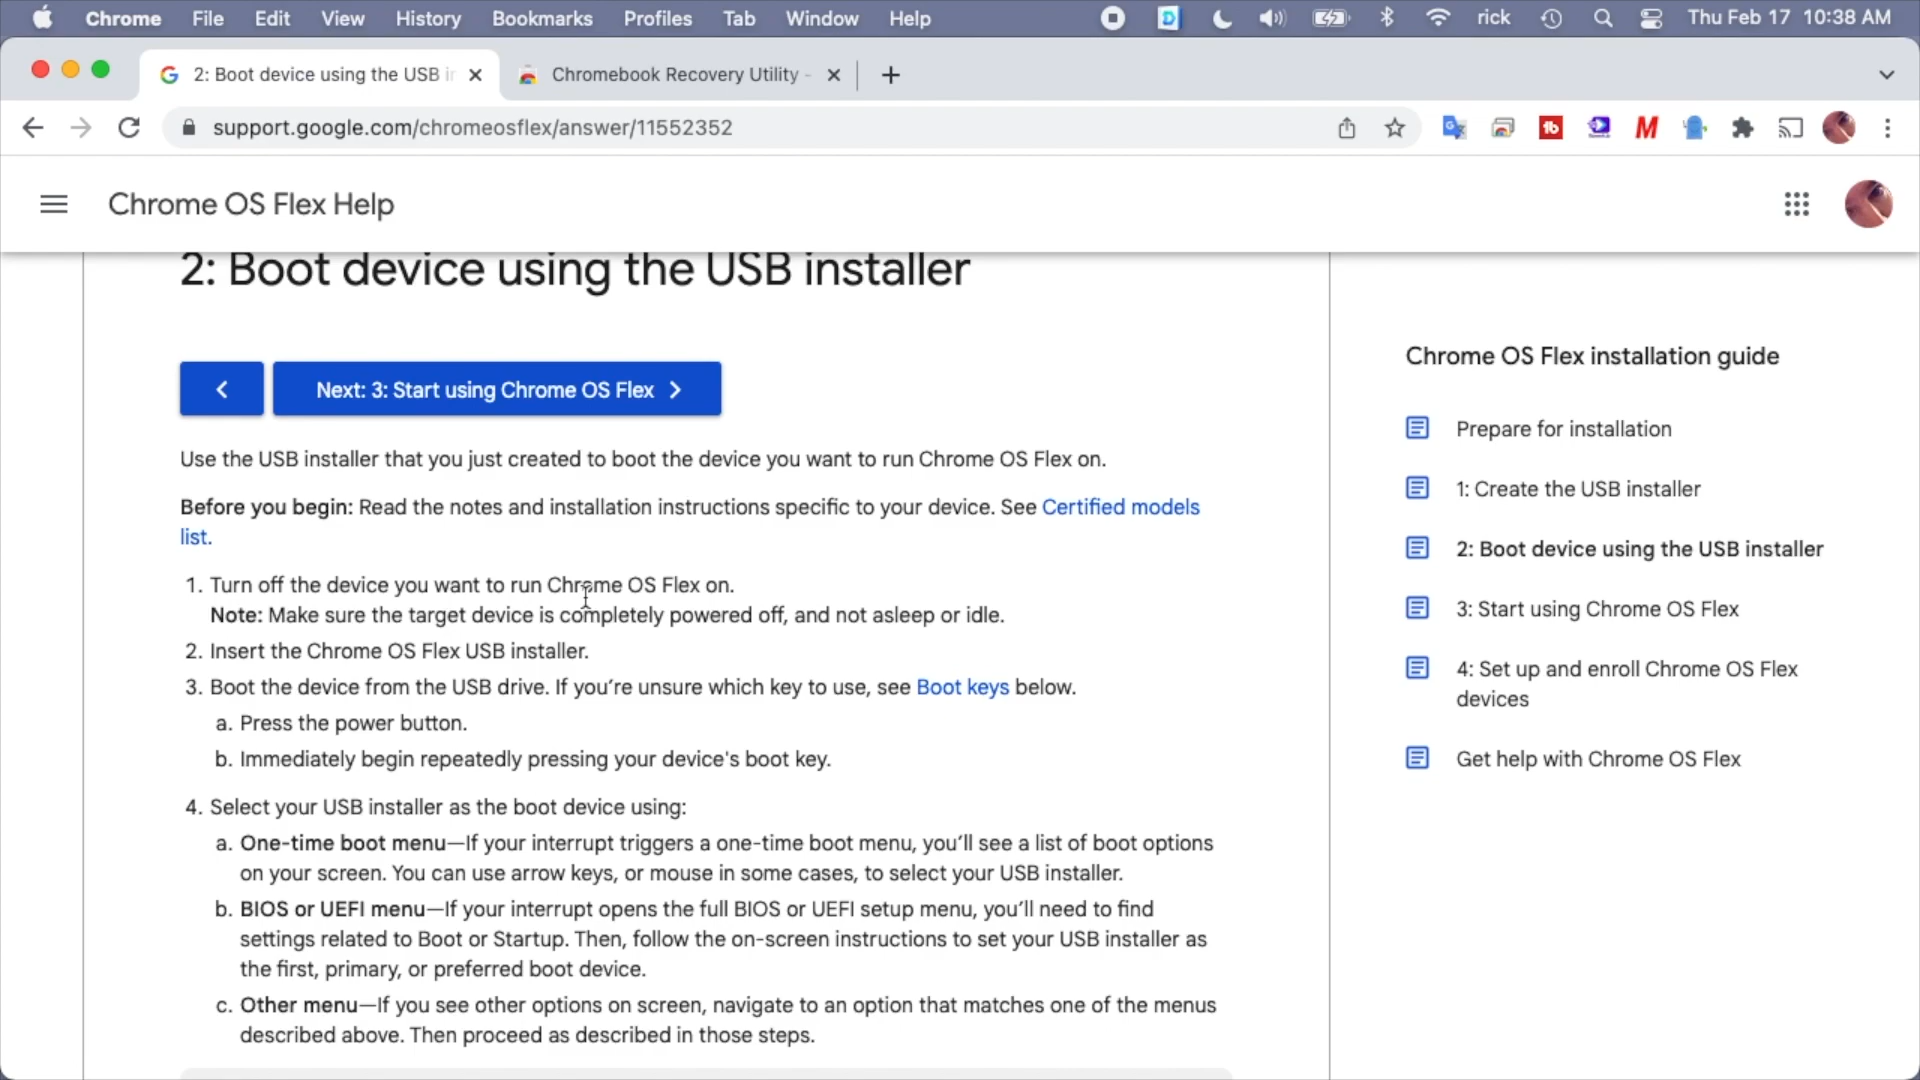 Chrome File Edit View History Bookmarks Profiles Tab Window Help rick Thu Feb 17 10:38 AM
2: Boot device using the USB in
Chromebook Recovery Utility -
support.google.com/chromeosflex/answer/11552352
Chrome OS Flex Help
2: Boot device using the USB installer
Next: 3: Start using Chrome OS Flex
Use the USB installer that you just created to boot the device you want to run Chrome OS Flex on.
Before you begin: Read the notes and installation instructions specific to your device. See Certified models
list.
1. Turn off the device you want to run Chrome OS Flex on.
Note: Make sure the target device is completely powered off, and not asleep or idle.
2. Insert the Chrome OS Flex USB installer.
3. Boot the device from the USB drive. If you’re unsure which key to use, see Boot keys below.
a. Press the power button.
b. Immediately begin repeatedly pressing your device's boot key.
4. Select your USB installer as the boot device using:
a. One-time boot menu—If your interrupt triggers a one-time boot menu, you’ll see a list of boot options
on your screen. You can use arrow keys, or mouse in some cases, to select your USB installer.
b. BIOS or UEFI menu—If your interrupt opens the full BIOS or UEFI setup menu, you’ll need to find
settings related to Boot or Startup. Then, follow the on-screen instructions to set your USB installer as
the first, primary, or preferred boot device.
c. Other menu—If you see other options on screen, navigate to an option that matches one of the menus
described above. Then proceed as described in those steps.
Chrome OS Flex installation guide
Prepare for installation
1: Create the USB installer
2: Boot device using the USB installer
3: Start using Chrome OS Flex
4: Set up and enroll Chrome OS Flex
devices
Get help with Chrome OS Flex